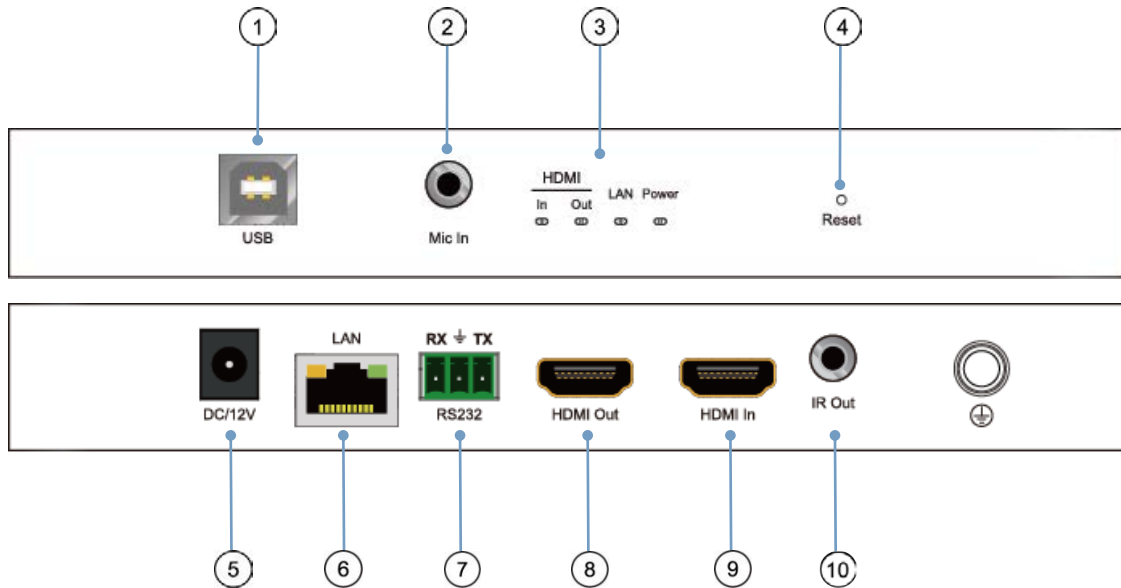 1 2 3 4
HDMI
In Out LAN Power
USB
Mic In
Reset
LAN
RX TX
DC/12V
RS232
HDMI Out
HDMI In
IR Out
5 6 7 8 9 10